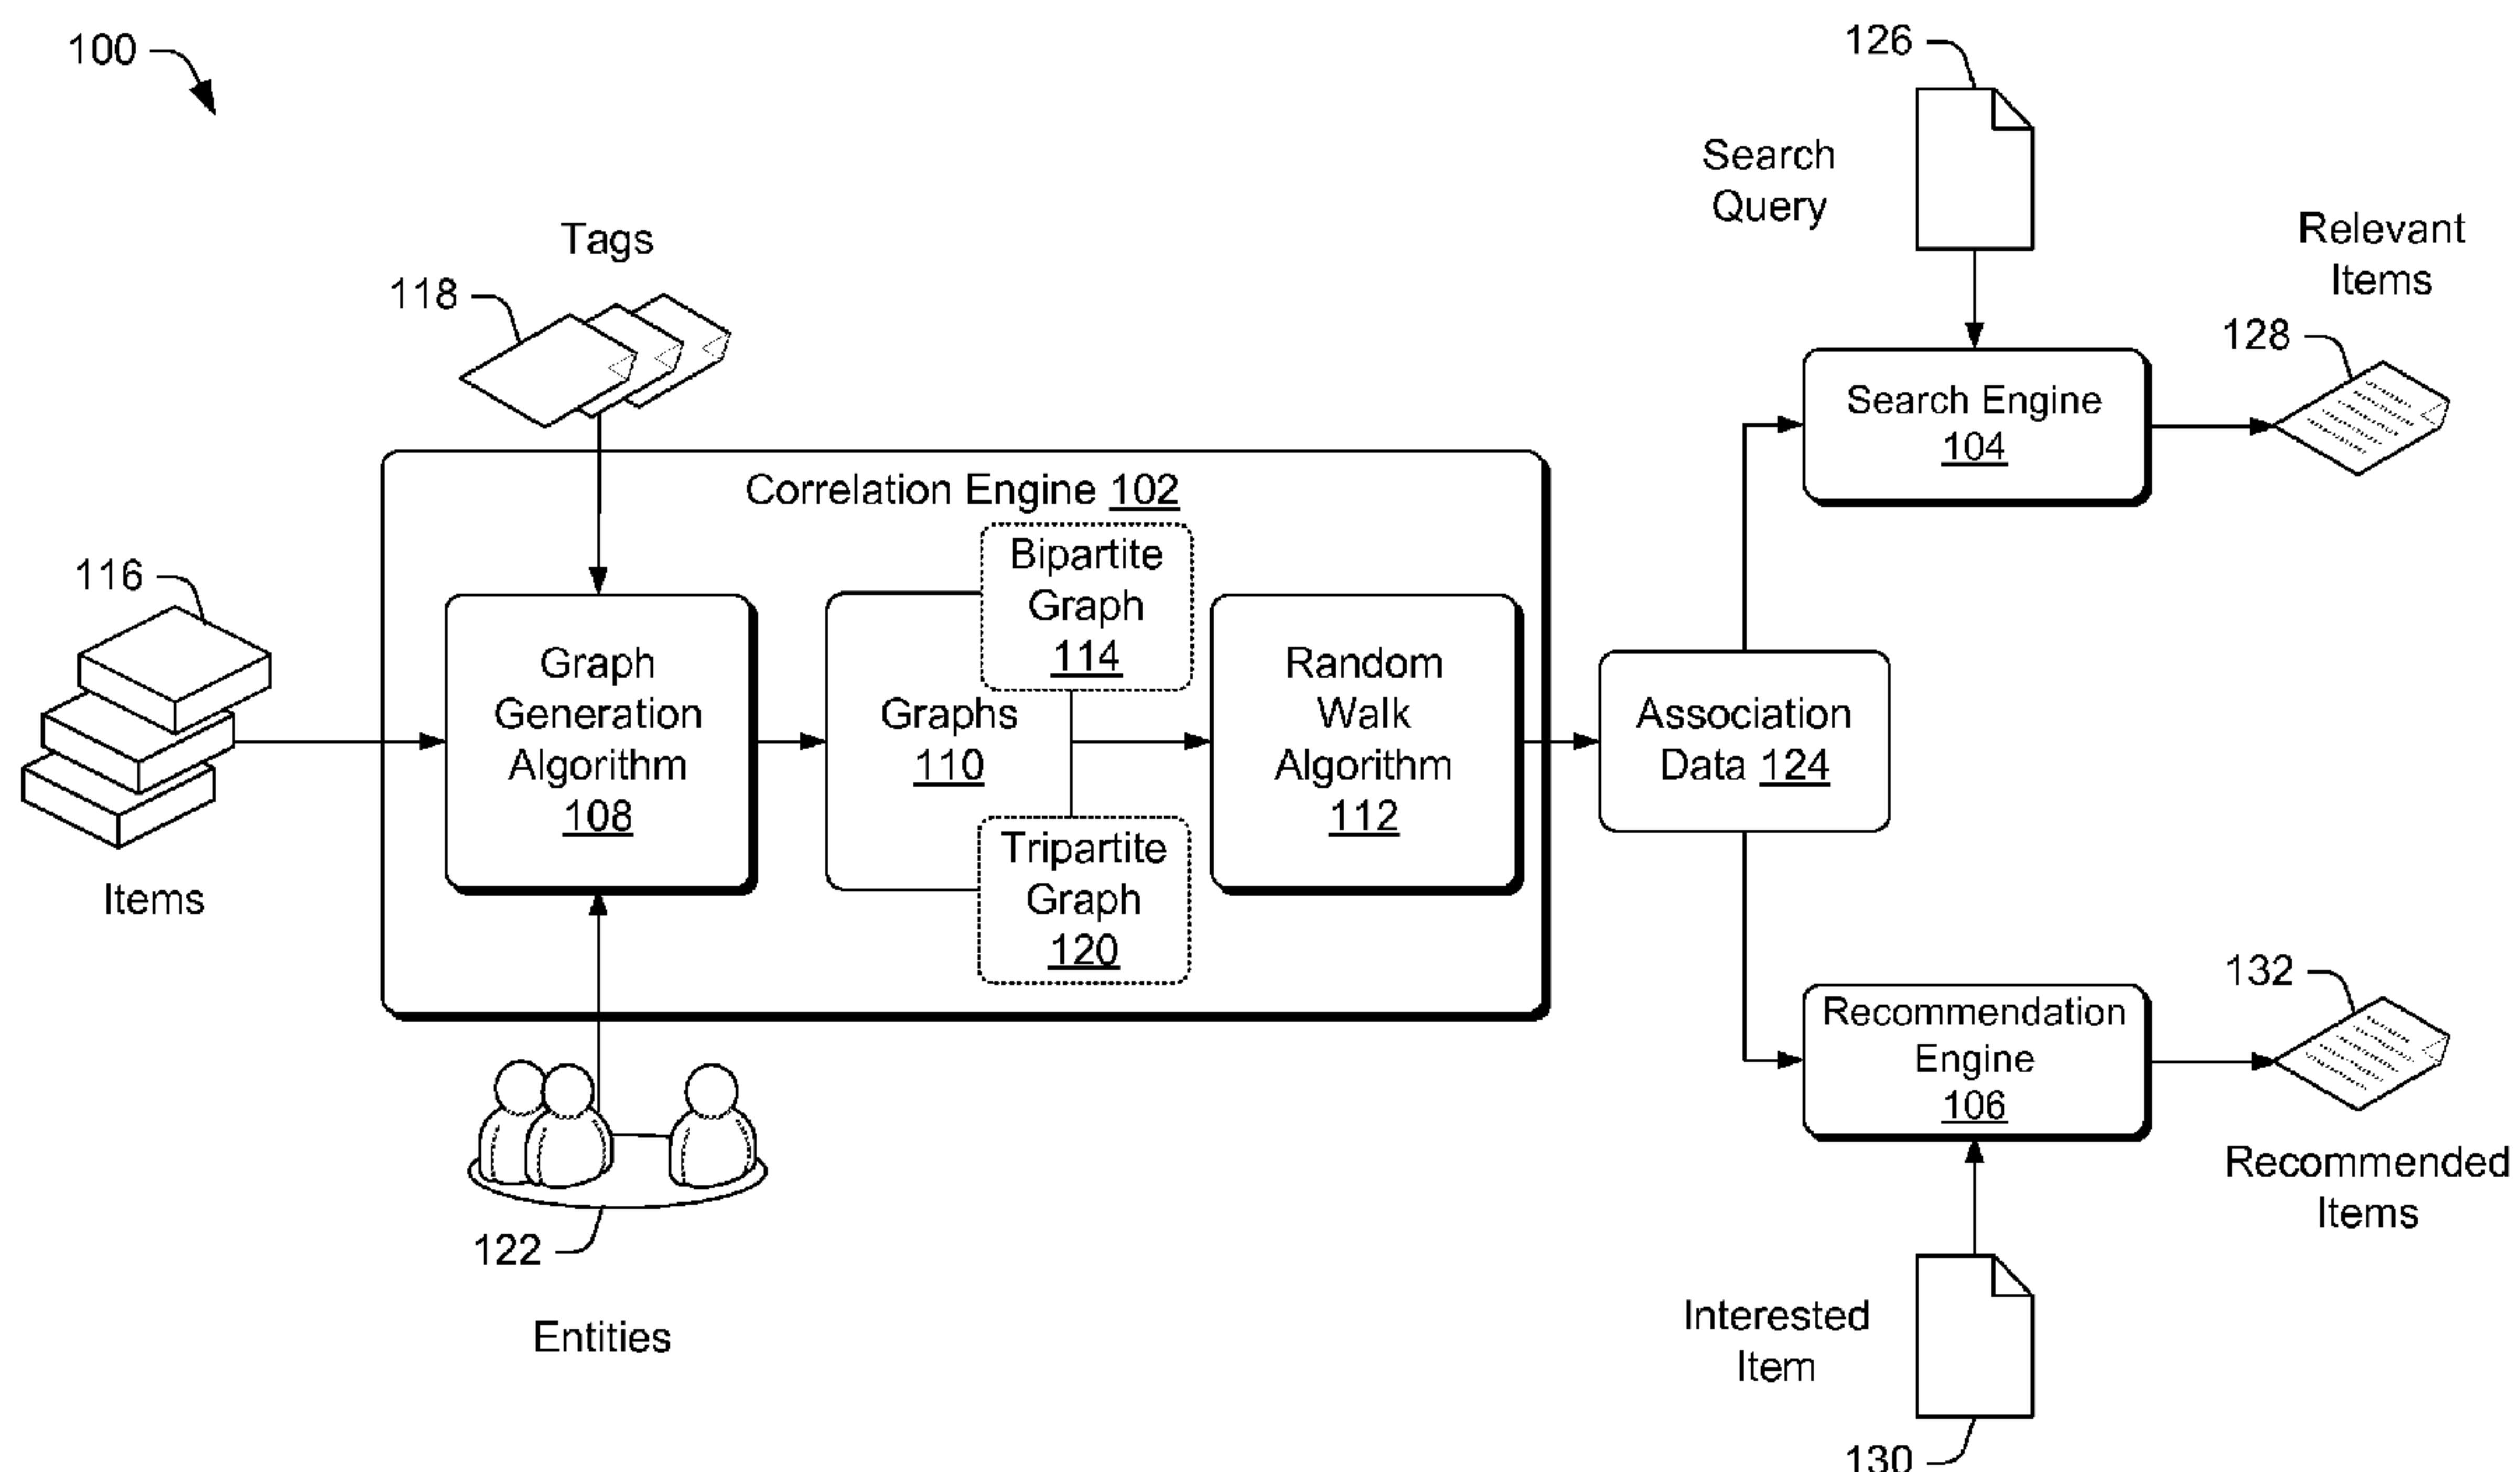 100
126
Search
Query
Relevant
Items
128
Tags
118
Search Engine
104
Correlation Engine 102
Bipartite
Graph
114
116
Items
Graph
Generation
Algorithm
108
Graphs
110
Tripartite
Graph
120
Random
Walk
Algorithm
112
Association
Data 124
132
Recommendation
Engine
106
Recommended
Items
122
Entities
Interested
Item
130